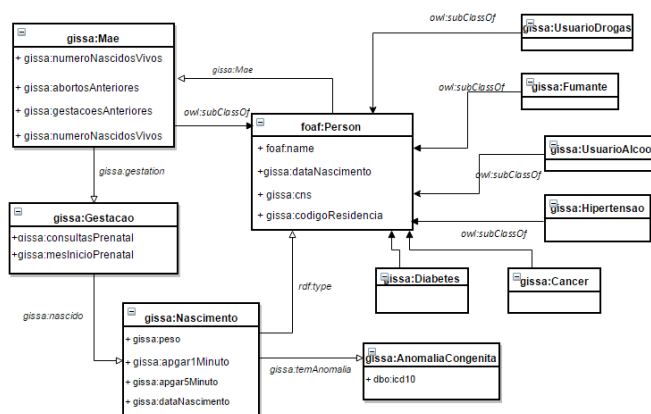 gissa:Mae
+ gissa:numeroNascidosVivos
+ gissa:abortosAnteriores
+ gissa:gestacoesAnteriores
+ gissa:numeroNascidosVivos
gissa:Mae
owl:subClassOf
owl:subClassOf
gissa:UsuarioDrogas
gissa:Fumante
foaf:Person
+ foaf:name
+gissa:dataNascimento
+ gissa:cns
+ gissa:codigoResidencia
gissa:UsuarioAlcool
owl:subClassOf
gissa:Hipertensao
owl:subClassOf
gissa:gestation
gissa:Gestacao
+gissa:consultasPrenatal
+gissa:mesInicioPrenatal
gissa:Diabetes
gissa:Cancer
rdf:type
gissa:nascido
gissa:Nascimento
+ gissa:peso
+ gissa:apgar1Minuto
+ gissa:apgar5Minuto
+ gissa:dataNascimento
gissa:temAnomalia
gissa:AnomaliaCongenita
+ dbo:icd10